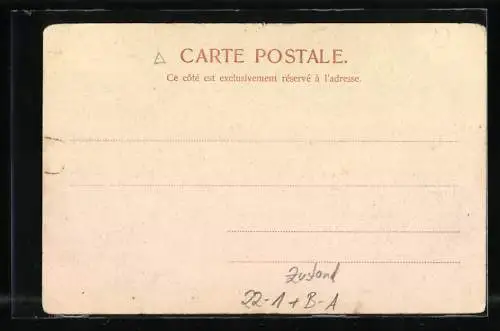 CARTE POSTALE.
Ce côté est exclusivement réservé à l'adresse.
Zustand
22-1+B-A